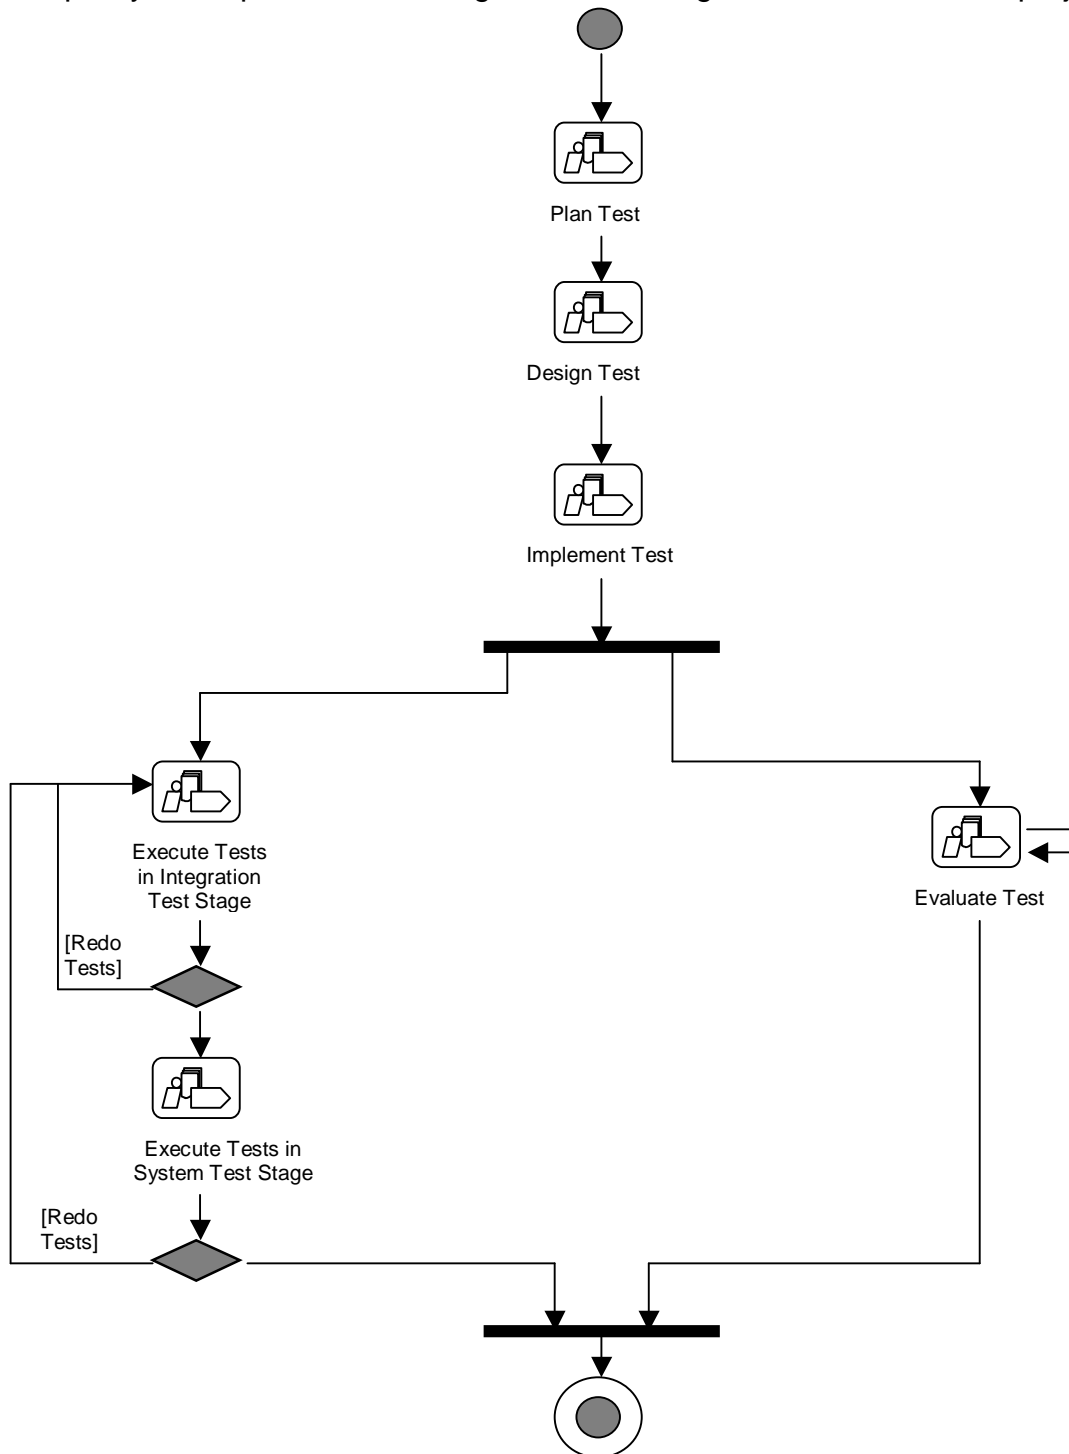 Plan Test
Design Test
Implement Test
Execute Tests
in Integration
Test Stage
Evaluate Test
[Redo
Tests]
Execute Tests in
System Test Stage
[Redo
Tests]